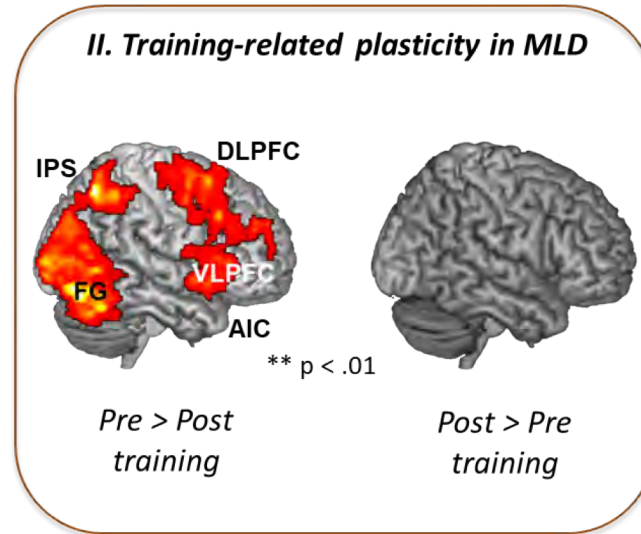 II. Training-related plasticity in MLD
DLPFC
IPS
VLPFC
FG
AIC
** p < .01
Pre > Post
training
Post > Pre
training